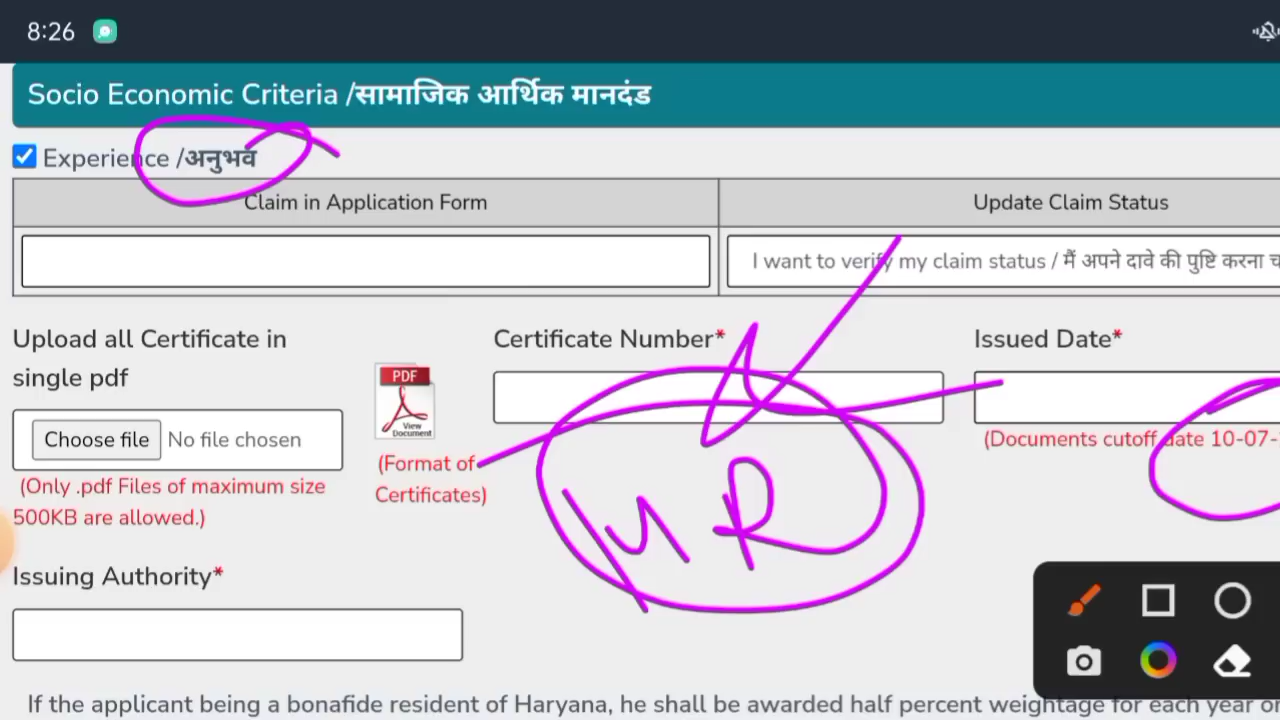 8:26
Socio Economic Criteria /सामाजिक आर्थिक मानदंड
Experience /अनुभव
Claim in Application Form
Update Claim Status
I want to verify my claim status / मैं अपने दावे की पुष्टि करना च
Upload all Certificate in
single pdf
Choose file No file chosen
(Only .pdf Files of maximum size
500KB are allowed.)
PDF
View
Document
(Format of
Certificates)
Certificate Number*
Issued Date*
(Documents cutoff date 10-07-
Issuing Authority*
If the applicant being a bonafide resident of Haryana, he shall be awarded half percent weightage for each year o